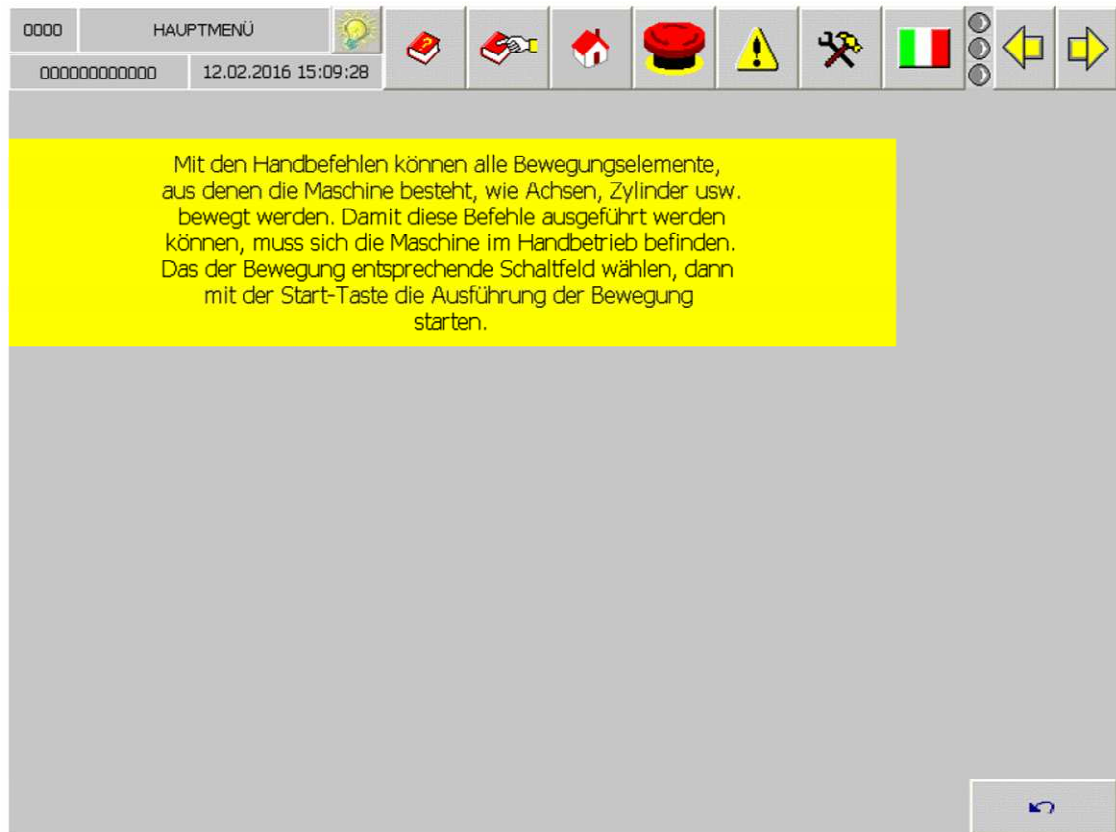 0000 HAUPTMENÜ
000000000000 12.02.2016 15:09:28
Mit den Handbefehlen können alle Bewegungselemente,
aus denen die Maschine besteht, wie Achsen, Zylinder usw.
bewegt werden. Damit diese Befehle ausgeführt werden
können, muss sich die Maschine im Handbetrieb befinden.
Das der Bewegung entsprechende Schaltfeld wählen, dann
mit der Start-Taste die Ausführung der Bewegung
starten.